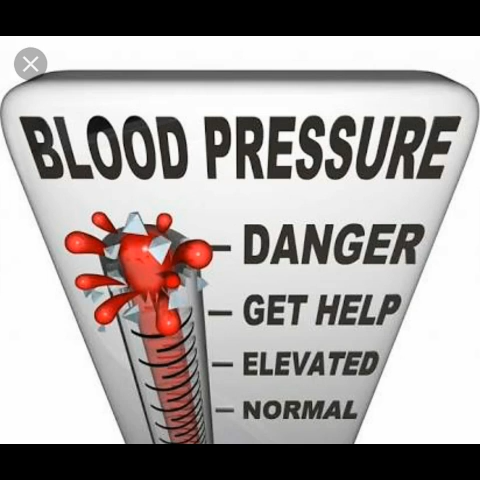 BLOOD PRESSURE
DANGER
GET HELP
ELEVATED
NORMAL